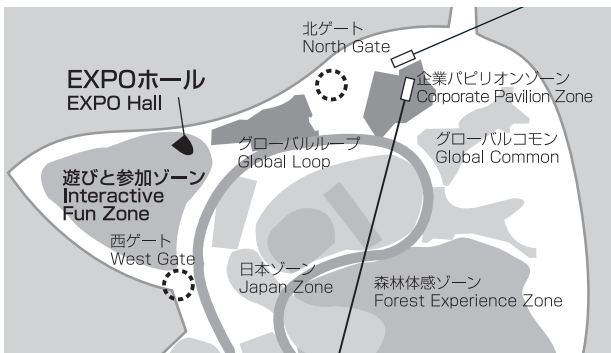 北ゲート
North Gate
EXPOホール
EXPO Hall
企業パビリオンゾーン
Corporate Pavilion Zone
グローバルループ
Global Loop
グローバルコモン
Global Common
遊びと参加ゾーン
Interactive
Fun Zone
西ゲート
West Gate
日本ゾーン
Japan Zone
森林体感ゾーン
Forest Experience Zone